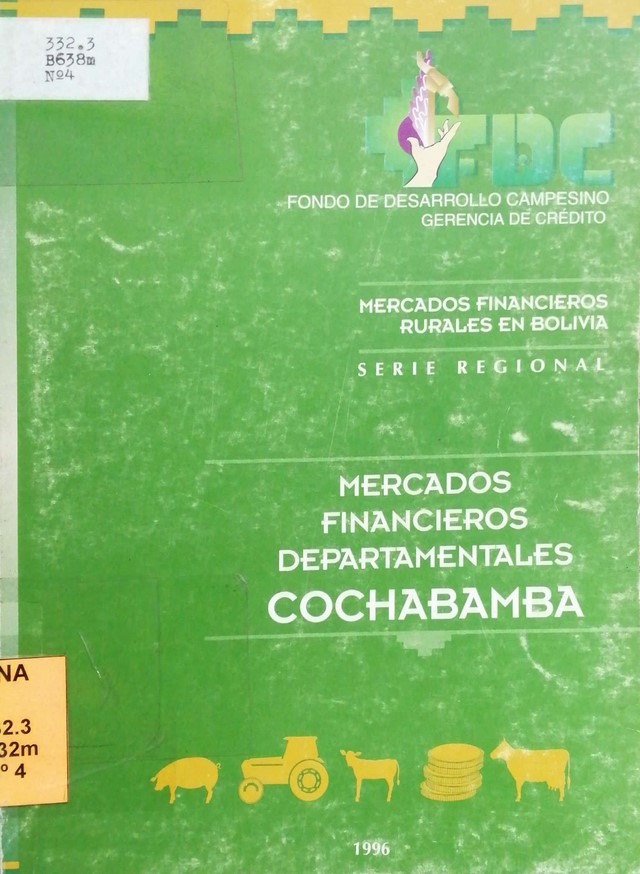 332.3
B638m
Nº4
FDC
FONDO DE DESARROLLO CAMPESINO
GERENCIA DE CRÉDITO
MERCADOS FINANCIEROS
RURALES EN BOLIVIA
SERIE REGIONAL
MERCADOS
FINANCIEROS
DEPARTAMENTALES
COCHABAMBA
NA
2.3
32m
º 4
1996